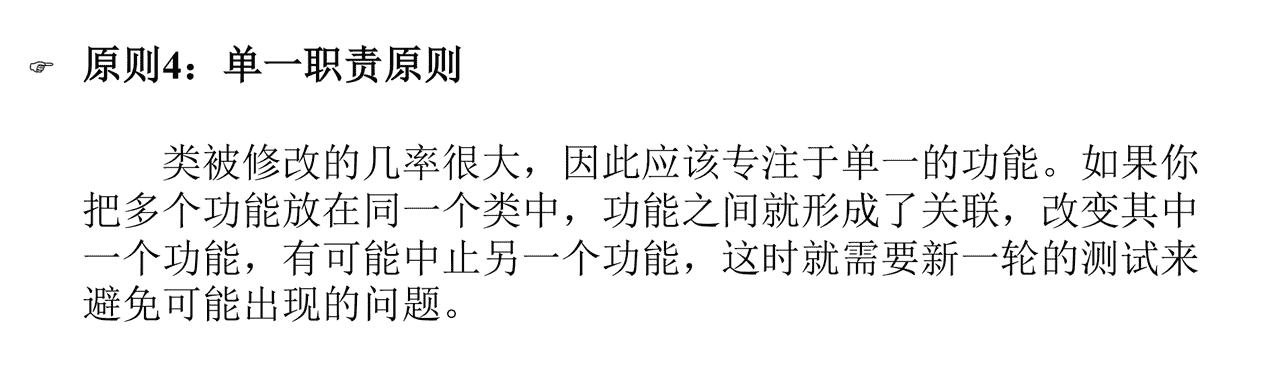 ☞ 原则4：单一职责原则
类被修改的几率很大，因此应该专注于单一的功能。如果你
把多个功能放在同一个类中，功能之间就形成了关联，改变其中
一个功能，有可能中止另一个功能，这时就需要新一轮的测试来
避免可能出现的问题。